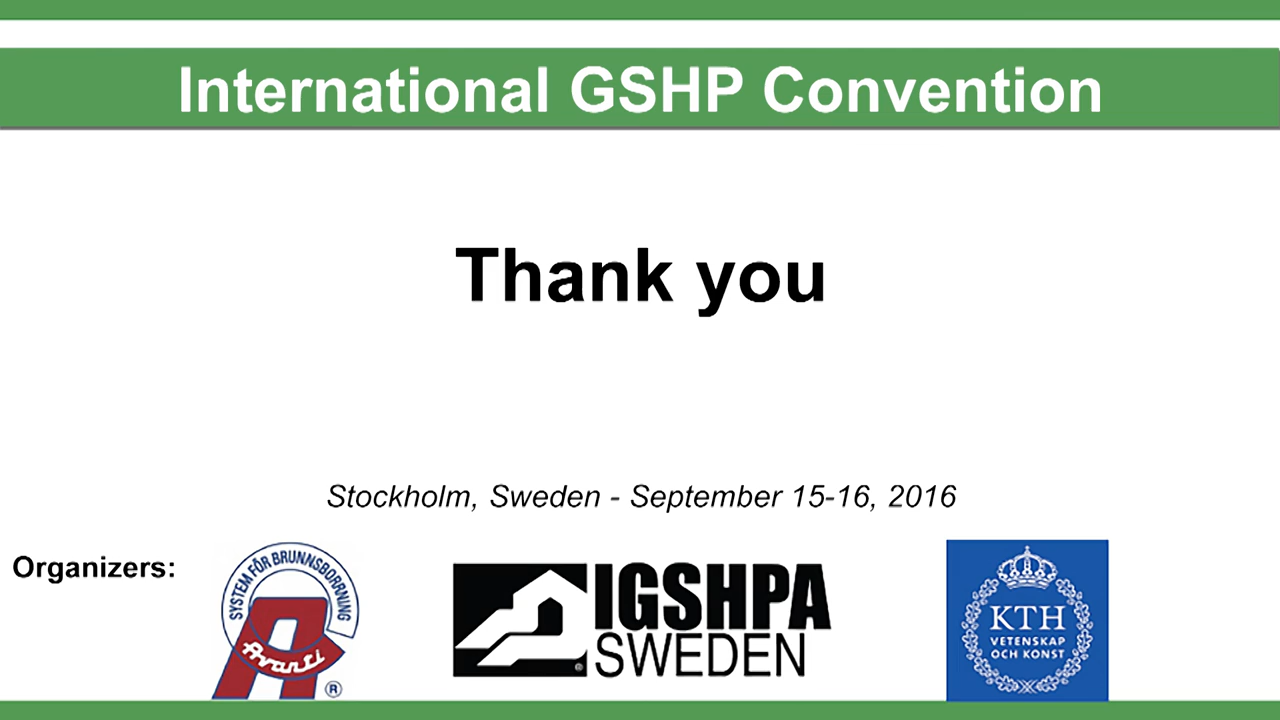 International GSHP Convention
Thank you
Stockholm, Sweden - September 15-16, 2016
Organizers:
SYSTEM FÖR BRUNNSBORRNING
Avanti
®
IGSHPA
SWEDEN
®
KTH
VETENSKAP
OCH KONST